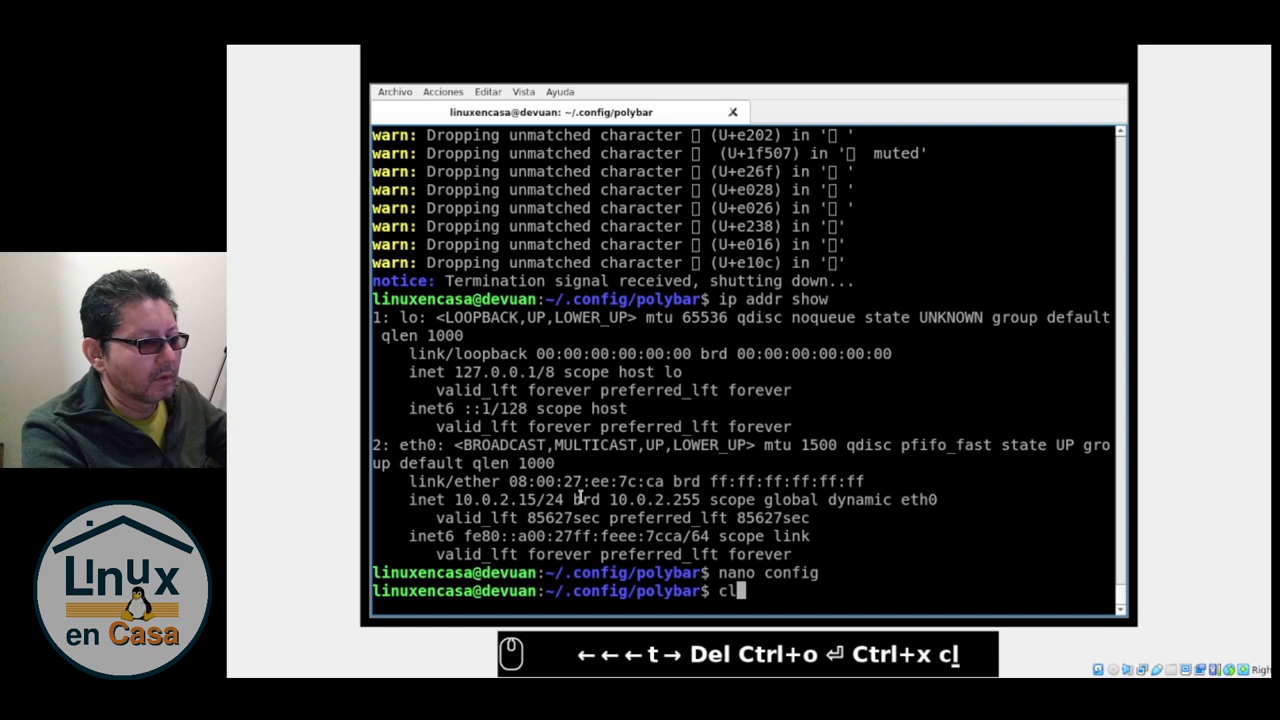 Archivo Acciones Editar Vista Ayuda
linuxencasa@devuan: ~/.config/polybar
warn: Dropping unmatched character  (U+e202) in ' '
warn: Dropping unmatched character  (U+1f507) in '  muted'
warn: Dropping unmatched character  (U+e26f) in ' '
warn: Dropping unmatched character  (U+e028) in ' '
warn: Dropping unmatched character  (U+e026) in ' '
warn: Dropping unmatched character  (U+e238) in ''
warn: Dropping unmatched character  (U+e016) in ''
warn: Dropping unmatched character  (U+e10c) in ''
notice: Termination signal received, shutting down...
linuxencasa@devuan:~/.config/polybar$ ip addr show
1: lo: <LOOPBACK,UP,LOWER_UP> mtu 65536 qdisc noqueue state UNKNOWN group default
qlen 1000
link/loopback 00:00:00:00:00:00 brd 00:00:00:00:00:00
inet 127.0.0.1/8 scope host lo
valid_lft forever preferred_lft forever
inet6 ::1/128 scope host
valid_lft forever preferred_lft forever
2: eth0: <BROADCAST,MULTICAST,UP,LOWER_UP> mtu 1500 qdisc pfifo_fast state UP gro
up default qlen 1000
link/ether 08:00:27:ee:7c:ca brd ff:ff:ff:ff:ff:ff
inet 10.0.2.15/24 brd 10.0.2.255 scope global dynamic eth0
valid_lft 85627sec preferred_lft 85627sec
inet6 fe80::a00:27ff:feee:7cca/64 scope link
valid_lft forever preferred_lft forever
linuxencasa@devuan:~/.config/polybar$ nano config
linuxencasa@devuan:~/.config/polybar$ cl
←←←t→ Del Ctrl+o ⏎ Ctrl+x cl
Linux
en Casa
Righ